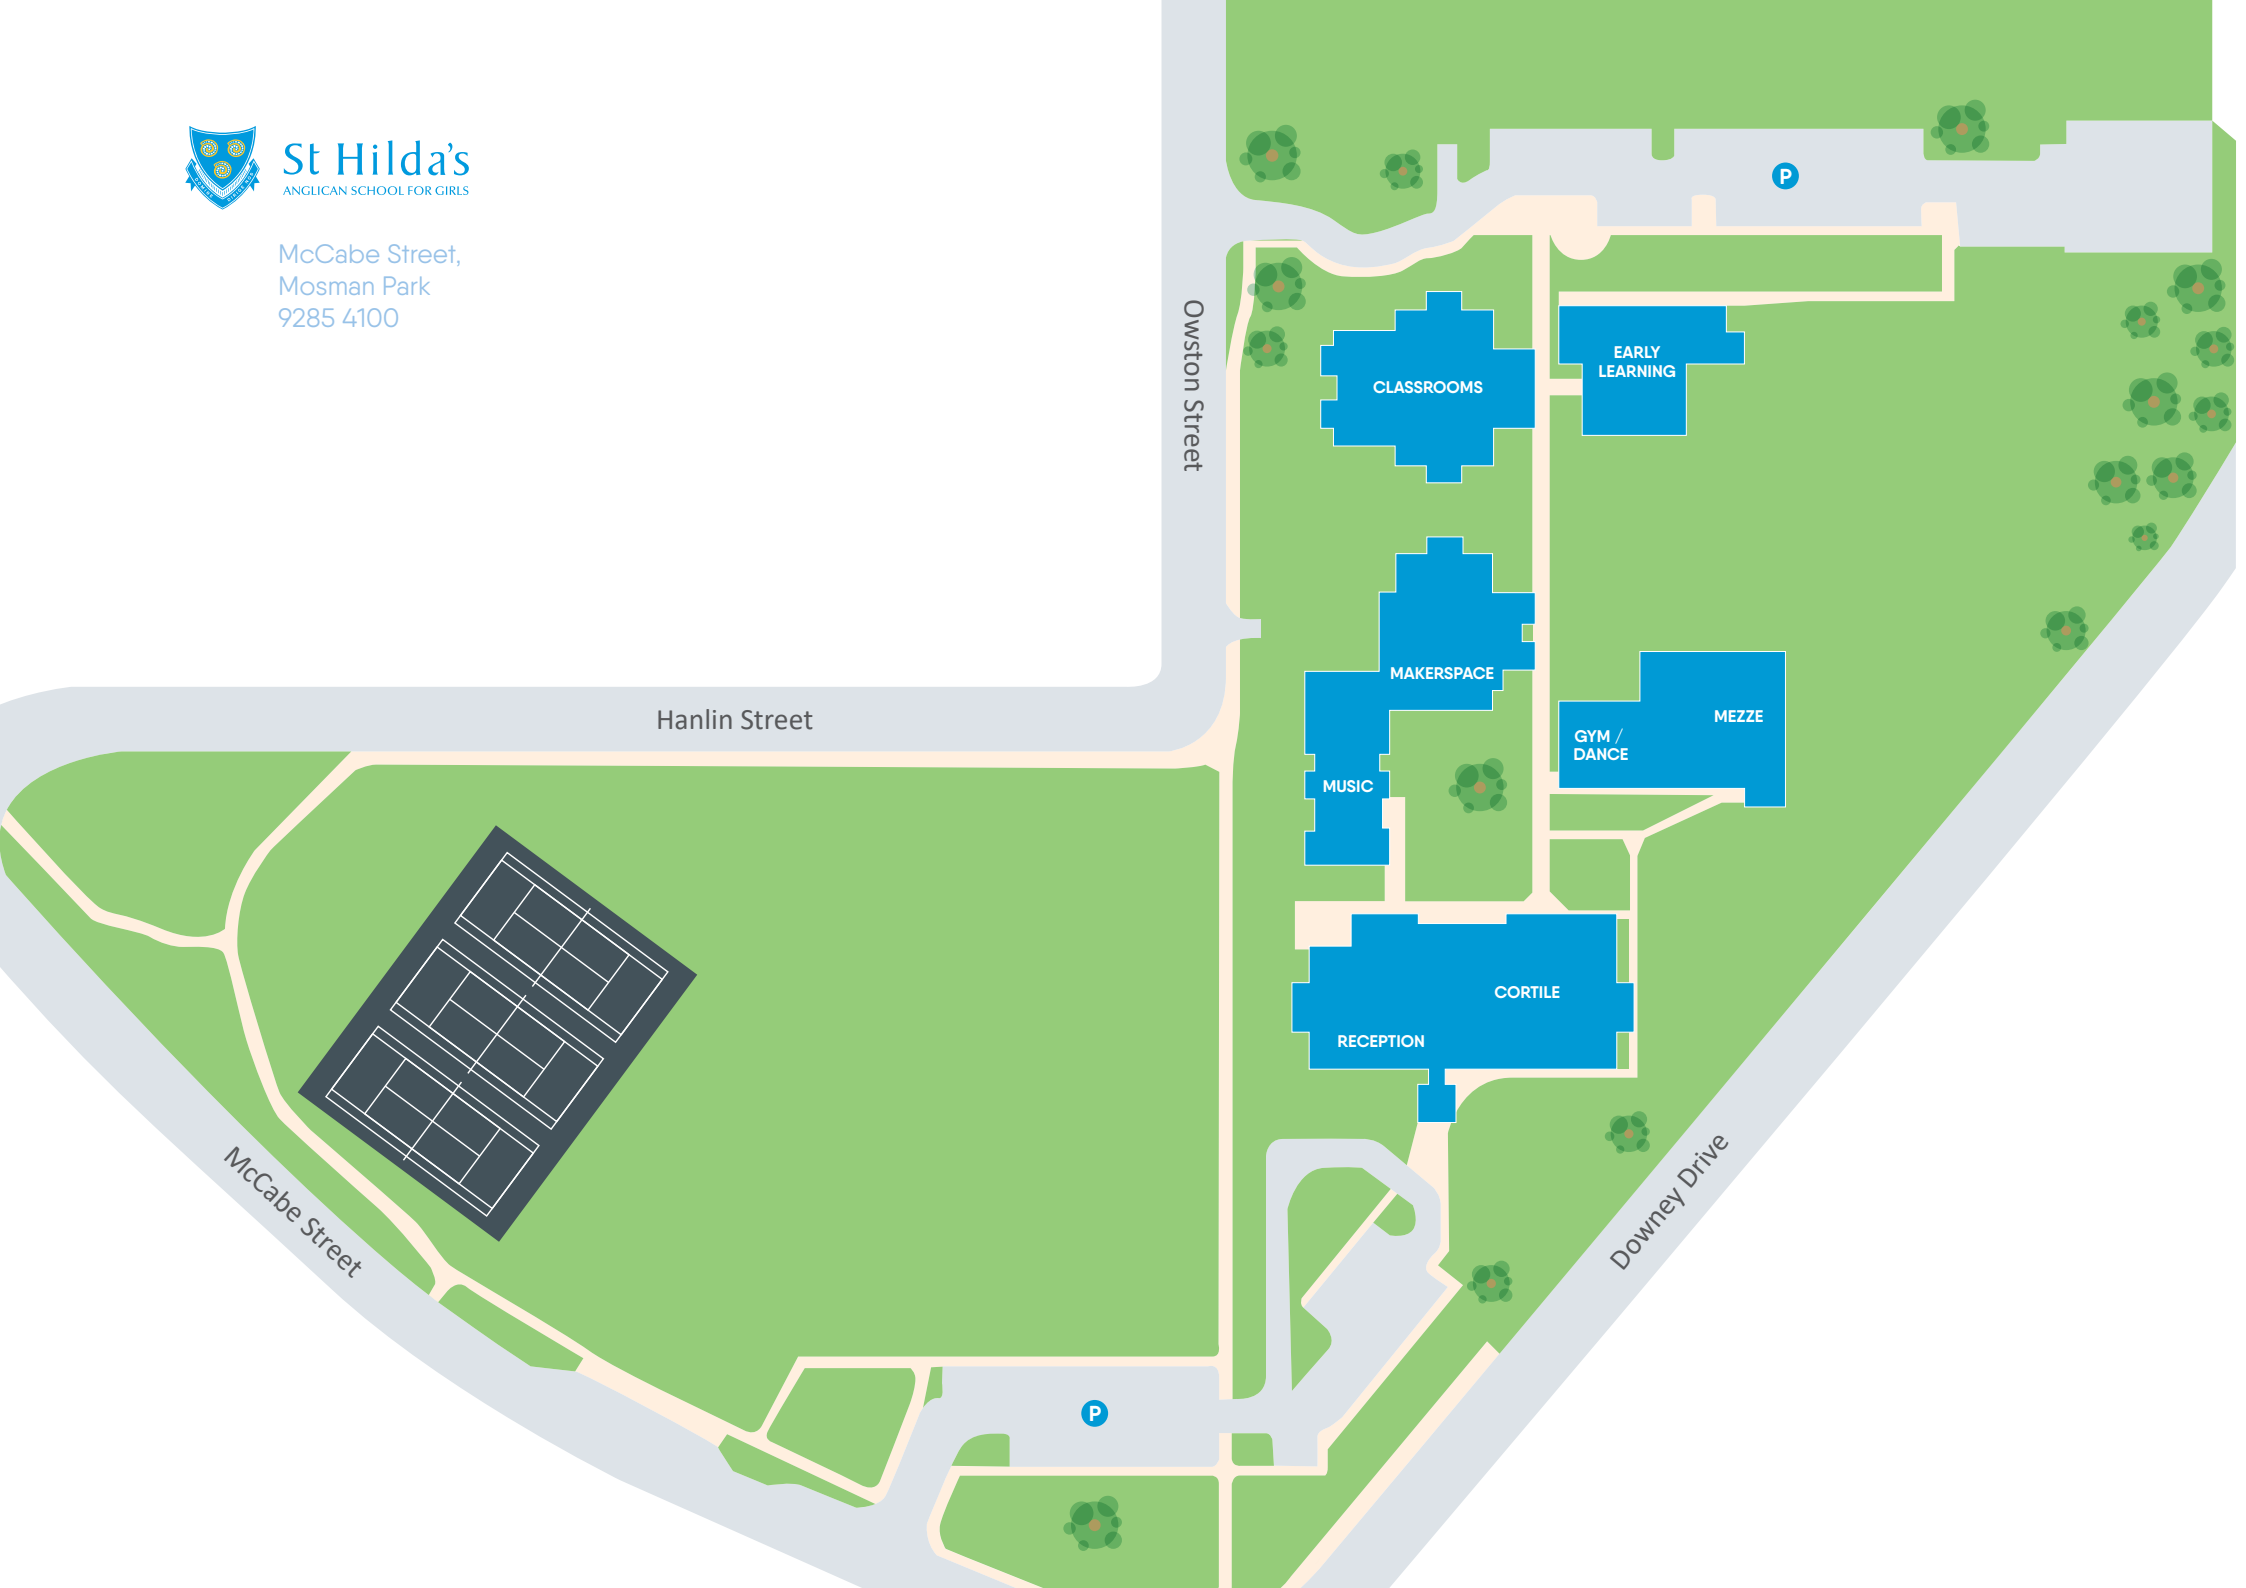 St Hilda's
ANGLICAN SCHOOL FOR GIRLS
McCabe Street,
Mosman Park
9285 4100
P
Owston Street
CLASSROOMS
EARLY
LEARNING
MAKERSPACE
Hanlin Street
MEZZE
GYM /
DANCE
MUSIC
CORTILE
RECEPTION
McCabe Street
Downey Drive
P